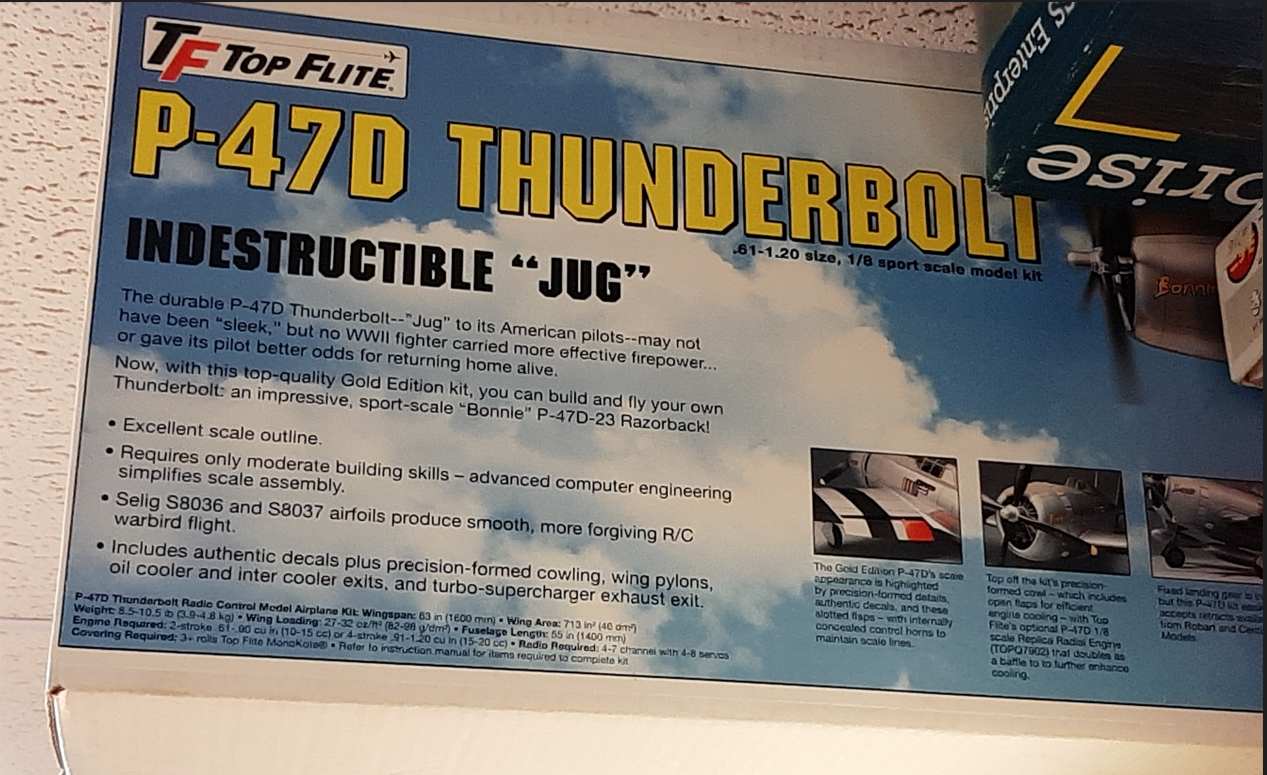 TF TOP FLITE
P-47D THUNDERBOLT
.61-1.20 size, 1/8 sport scale model kit
INDESTRUCTIBLE “JUG”
The durable P-47D Thunderbolt--"Jug" to its American pilots--may not
have been “sleek,” but no WWII fighter carried more effective firepower...
or gave its pilot better odds for returning home alive.
Now, with this top-quality Gold Edition kit, you can build and fly your own
Thunderbolt: an impressive, sport-scale “Bonnie” P-47D-23 Razorback!
• Excellent scale outline.
• Requires only moderate building skills – advanced computer engineering
simplifies scale assembly.
• Selig S8036 and S8037 airfoils produce smooth, more forgiving R/C
warbird flight.
• Includes authentic decals plus precision-formed cowling, wing pylons,
oil cooler and inter cooler exits, and turbo-supercharger exhaust exit.
P-47D Thunderbolt Radio Control Model Airplane Kit: Wingspan: 63 in (1600 mm) • Wing Area: 713 in² (46 dm²)
Weight: 8.5-10.5 lb (3.9-4.8 kg) • Wing Loading: 27-32 oz/ft² (82-98 g/dm²) • Fuselage Length: 55 in (1400 mm)
Engine Required: 2-stroke .61-.90 cu in (10-15 cc) or 4-stroke .91-1.20 cu in (15-20 cc) • Radio Required: 4-7 channel with 4-8 servos
Covering Required: 3+ rolls Top Flite MonoKote® • Refer to instruction manual for items required to complete kit
The Gold Edition P-47D's scale
appearance is highlighted
by precision-formed details,
authentic decals, and these
slotted flaps – with internally
concealed control horns to
maintain scale lines.
Top off the kit's precision-
formed cowl – which includes
open flaps for efficient
engine cooling – with Top
Flite's optional P-47D 1/8
scale Replica Radial Engine
(TOPQ7902) that doubles as
a baffle to to further enhance
cooling.
Fixed landing gear is
but this P-47D kit
accepts retracts
from Robart and
Models.
Bonnie
s Enterpri
prise